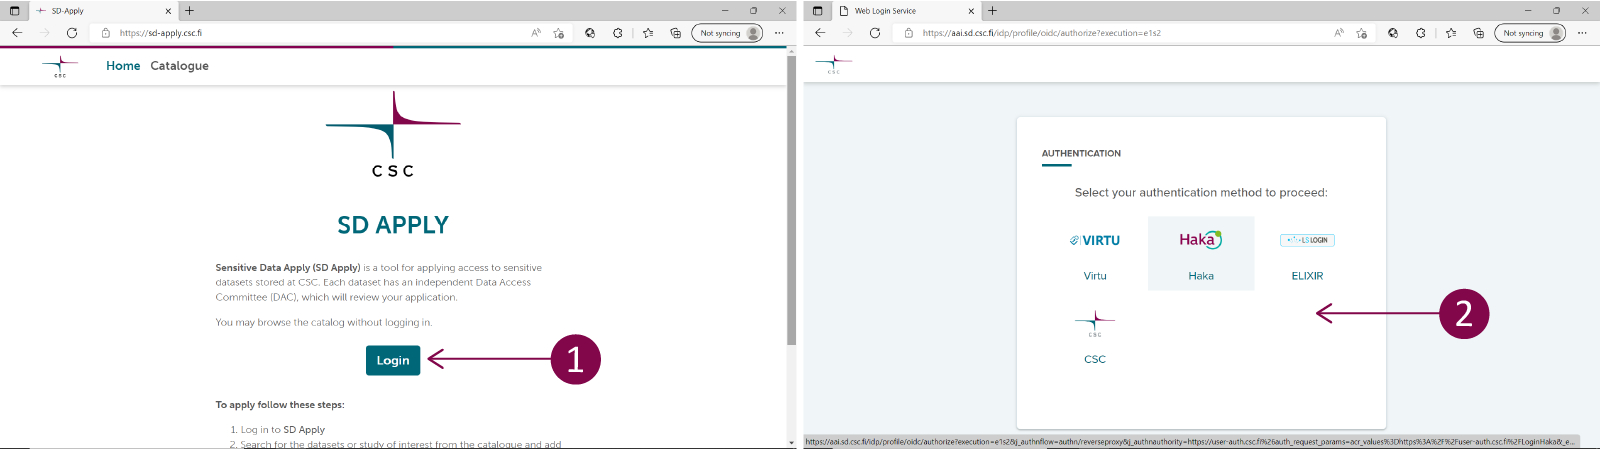 SD-Apply
https://sd-apply.csc.fi
Not syncing
CSC
Home Catalogue
CSC
SD APPLY
Sensitive Data Apply (SD Apply) is a tool for applying access to sensitive
datasets stored at CSC. Each dataset has an independent Data Access
Committee (DAC), which will review your application.
You may browse the catalog without logging in.
Login
1
To apply follow these steps:
1. Log in to SD Apply
2. Search for the datasets or study of interest from the catalogue and add
Web Login Service
https://aai.sd.csc.fi/idp/profile/oidc/authorize?execution=e1s2
Not syncing
CSC
AUTHENTICATION
Select your authentication method to proceed:
VIRTU Haka LS LOGIN
Virtu Haka ELIXIR
2
CSC
CSC
https://aai.sd.csc.fi/idp/profile/oidc/authorize?execution=e1s2&j_authnflow=authn/reverseproxy&j_authnauthority=https://user-auth.csc.fi%26auth_request_params=acr_values%3Dhttps%3A%2F%2Fuser-auth.csc.fi%2FLoginHaka&_e...